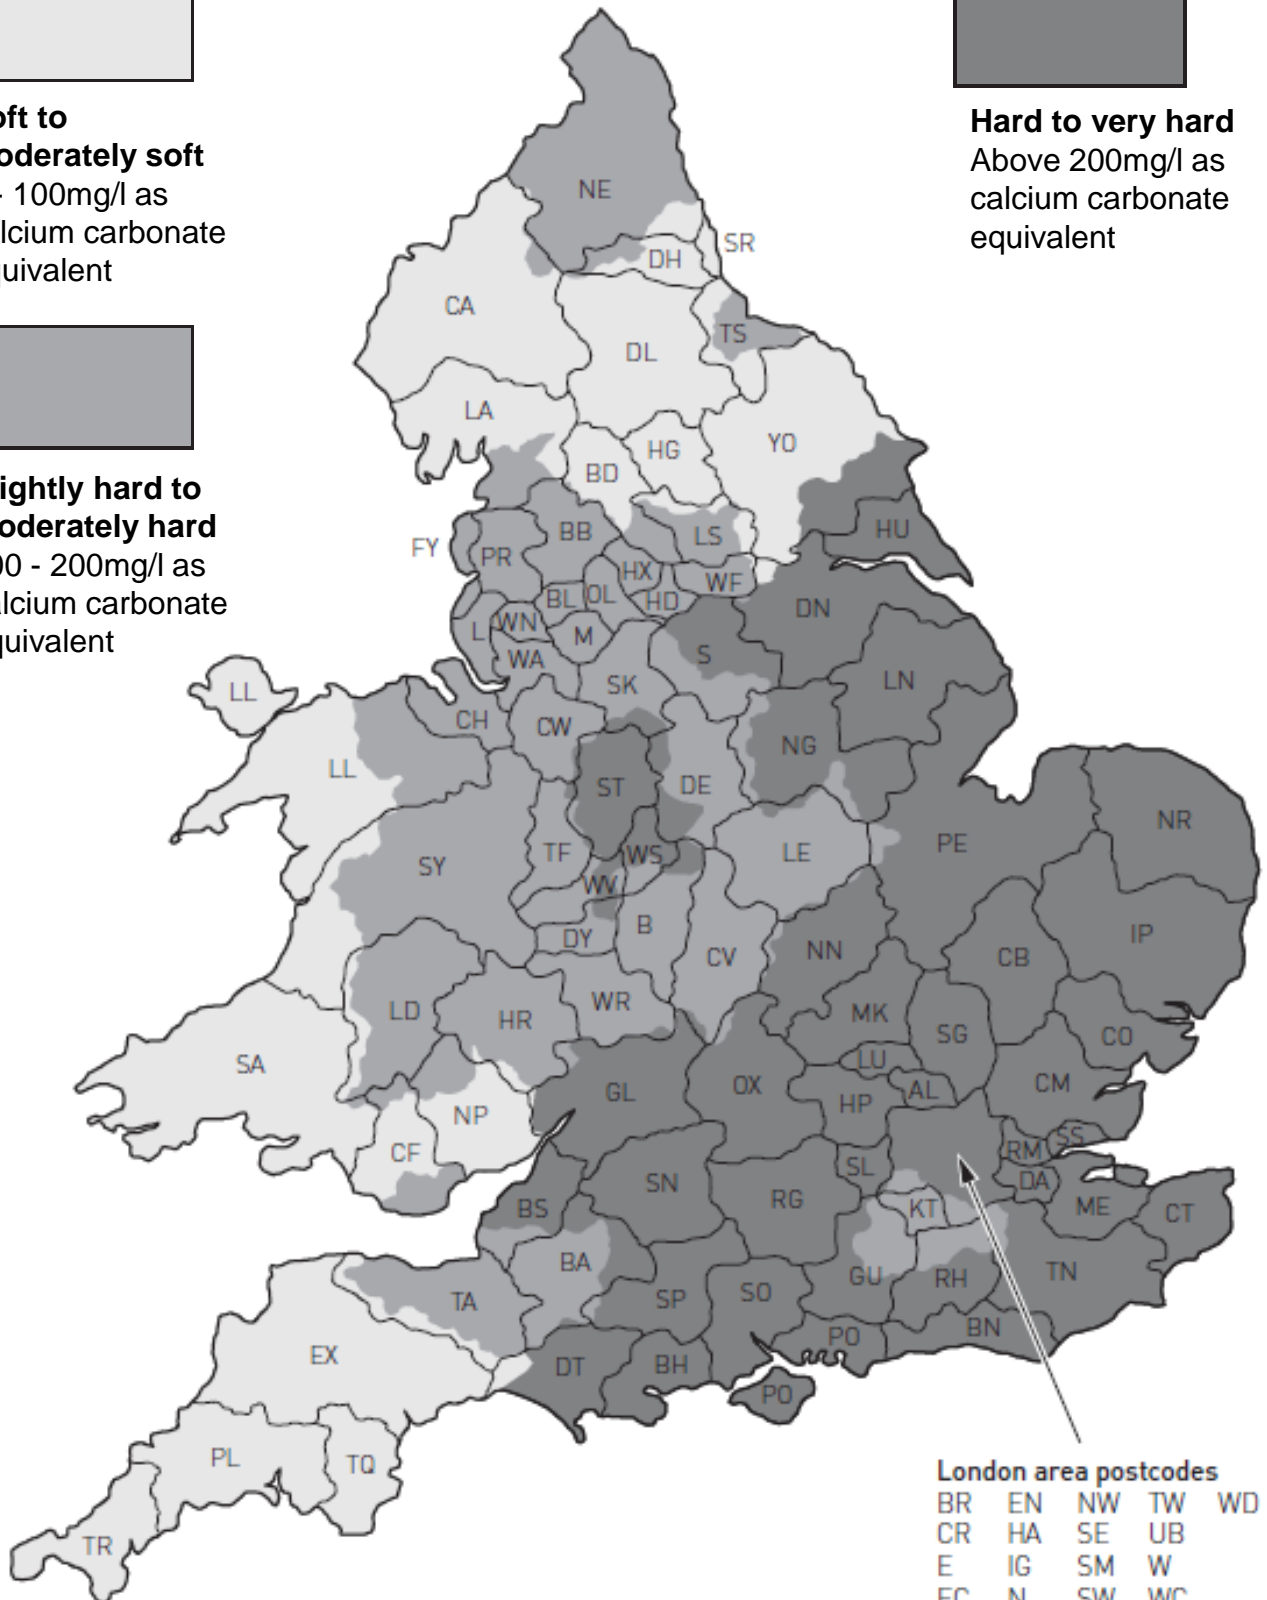 oft to
oderately soft
- 100mg/l as
lcium carbonate
quivalent
Hard to very hard
Above 200mg/l as
calcium carbonate
equivalent
ightly hard to
oderately hard
00 - 200mg/l as
alcium carbonate
quivalent
NE
SR
DH
CA
TS
DL
LA
YO
HG
BD
HU
BB
LS
FY
PR
HX
WF
BL
OL
HD
DN
WN
L
M
S
WA
SK
LN
LL
CH
CW
NG
LL
ST
DE
NR
PE
SY
TF
WS
LE
WV
B
IP
DY
CV
NN
CB
WR
LD
HR
MK
SG
CO
LU
SA
OX
CM
GL
AL
HP
NP
SS
RM
CF
SL
DA
SN
RG
BS
KT
ME
CT
BA
GU
RH
TN
TA
SP
SO
BN
PO
EX
DT
BH
PO
PL
TQ
TR
London area postcodes
BR EN NW TW WD
CR HA SE UB
E IG SM W
EC N SW WC